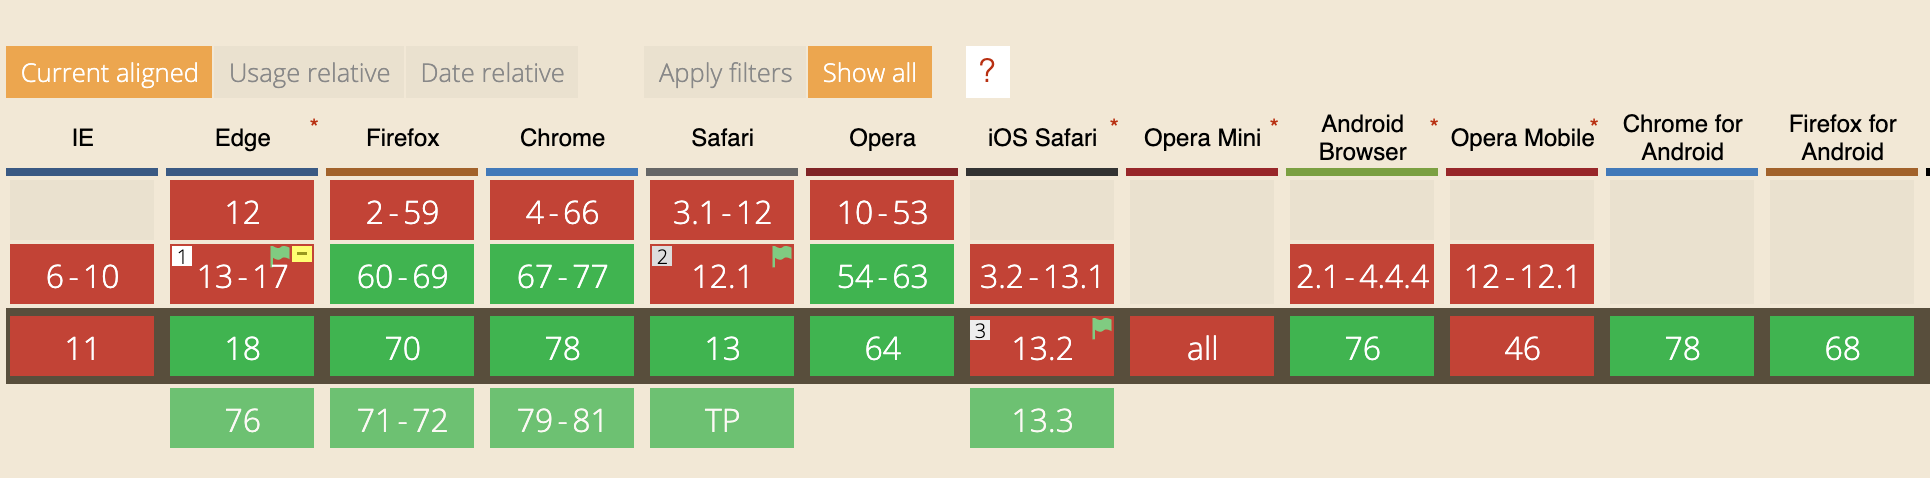 Current aligned Usage relative Date relative Apply filters Show all ?
IE Edge * Firefox Chrome Safari Opera iOS Safari * Opera Mini * Android Browser * Opera Mobile * Chrome for Android Firefox for Android
12 2-59 4-66 3.1-12 10-53
6-10 1 13-17 60-69 67-77 2 12.1 54-63 3.2-13.1 2.1-4.4.4 12-12.1
11 18 70 78 13 64 3 13.2 all 76 46 78 68
76 71-72 79-81 TP 13.3